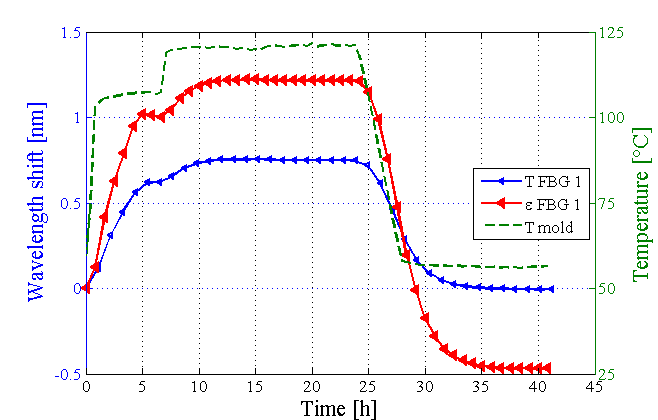 1.5
1
0.5
0
-0.5
Wavelength shift [nm]
125
100
75
50
25
Temperature [°C]
T FBG 1
ε FBG 1
T mold
0 5 10 15 20 25 30 35 40 45
Time [h]